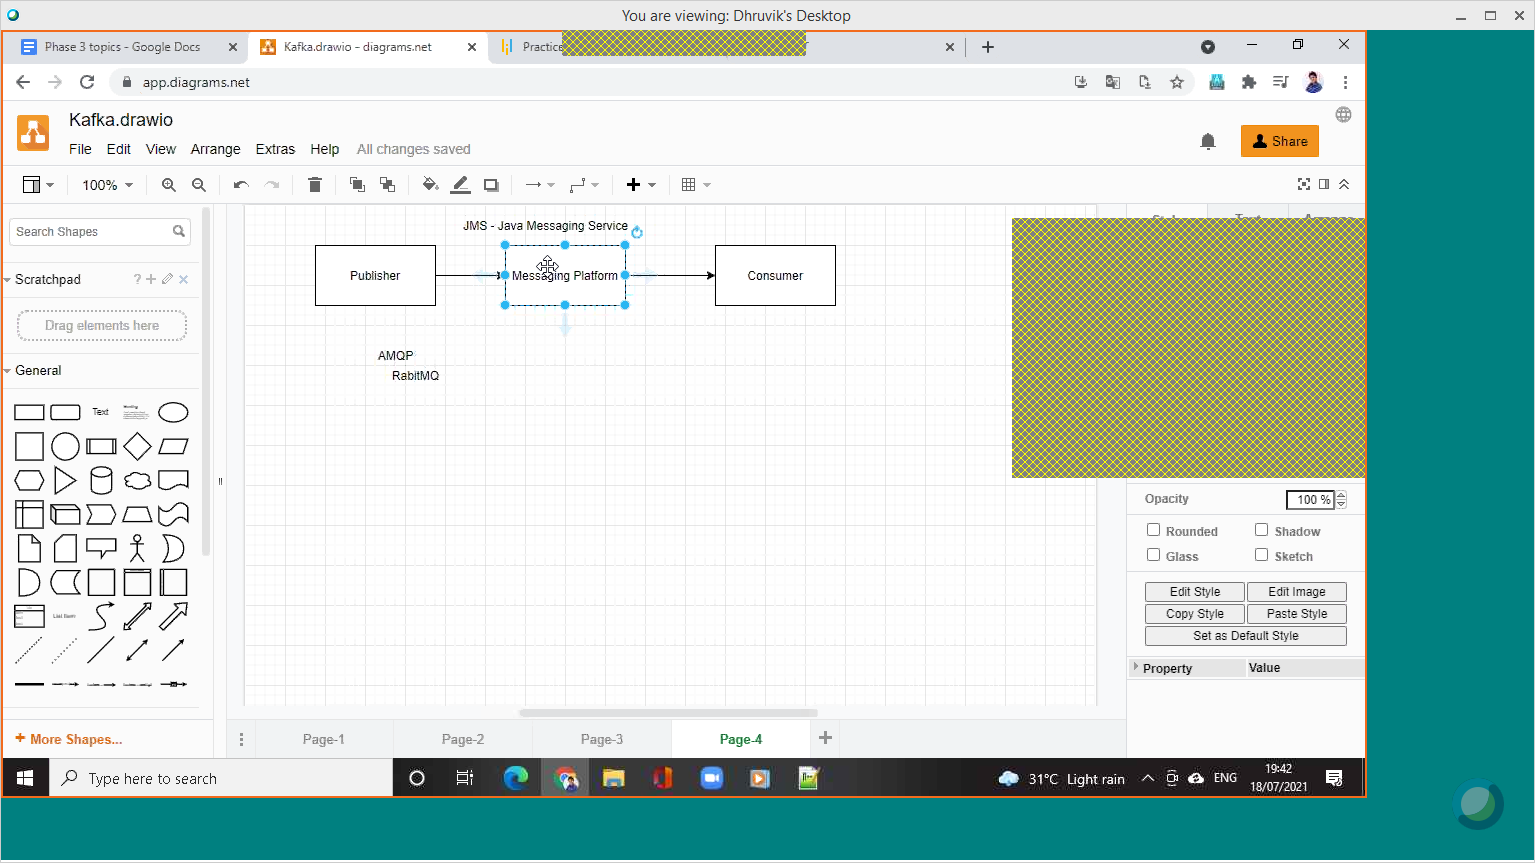 You are viewing: Dhruvik's Desktop
Phase 3 topics - Google Docs
Kafka.drawio - diagrams.net
Practice
app.diagrams.net
Kafka.drawio
File Edit View Arrange Extras Help All changes saved
Share
100%
Search Shapes
Scratchpad
Drag elements here
General
Text
List Item
More Shapes...
JMS - Java Messaging Service
Publisher
Messaging Platform
Consumer
AMQP
RabitMQ
Opacity 100 %
Rounded Shadow
Glass Sketch
Edit Style Edit Image
Copy Style Paste Style
Set as Default Style
Property Value
Page-1 Page-2 Page-3 Page-4
Type here to search
31°C Light rain
ENG
19:42
18/07/2021